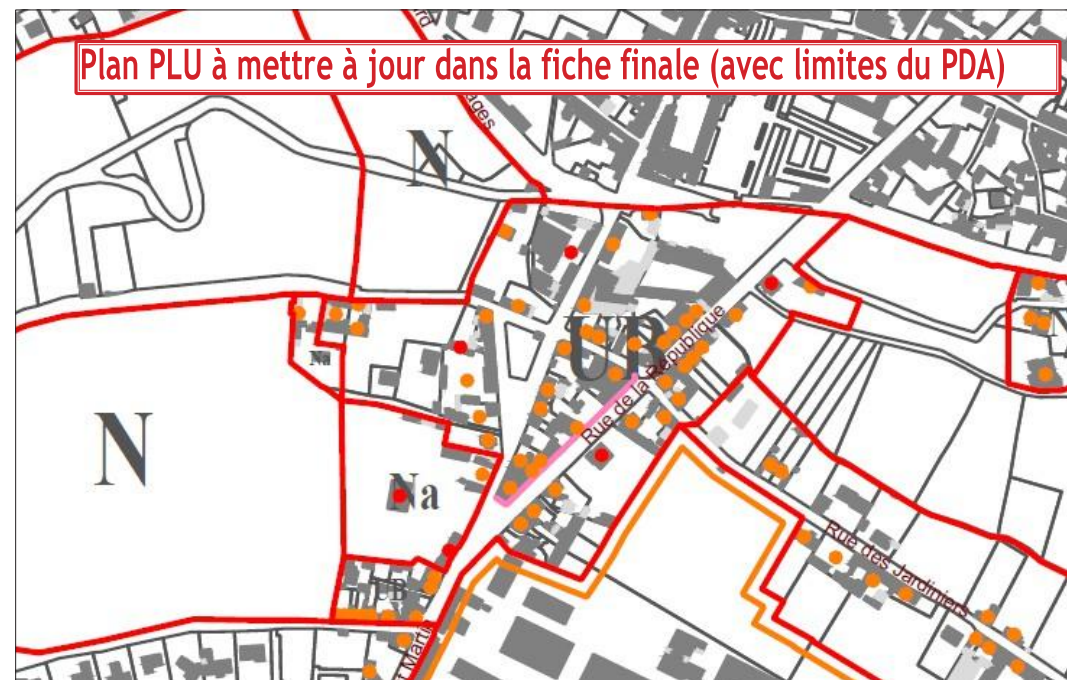 Plan PLU à mettre à jour dans la fiche finale (avec limites du PDA)
N
UB
Rue de la République
Na
N
Na
UB
Rue des Jardiniers